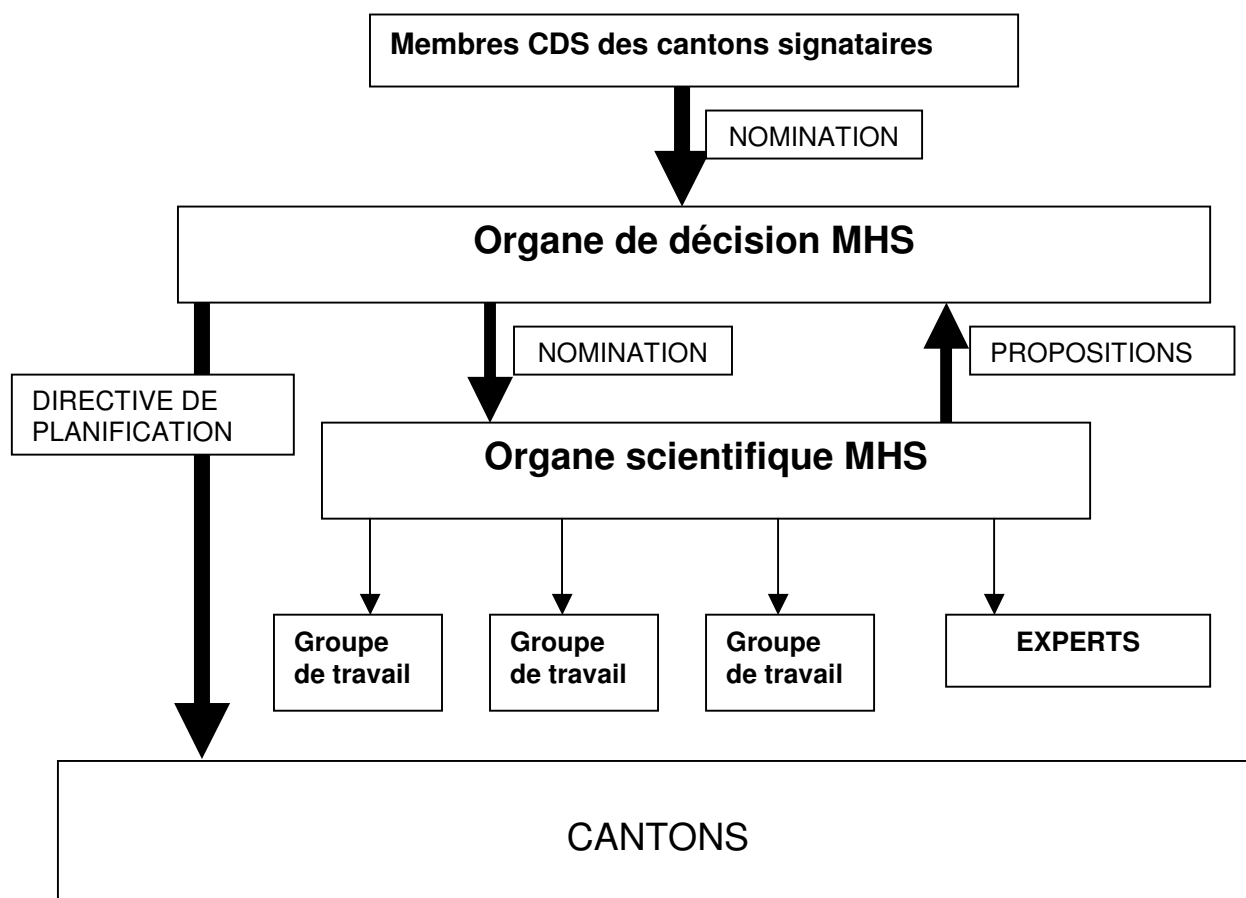 Membres CDS des cantons signataires
NOMINATION
Organe de décision MHS
NOMINATION
PROPOSITIONS
DIRECTIVE DE
PLANIFICATION
Organe scientifique MHS
Groupe
de travail
Groupe
de travail
Groupe
de travail
EXPERTS
CANTONS